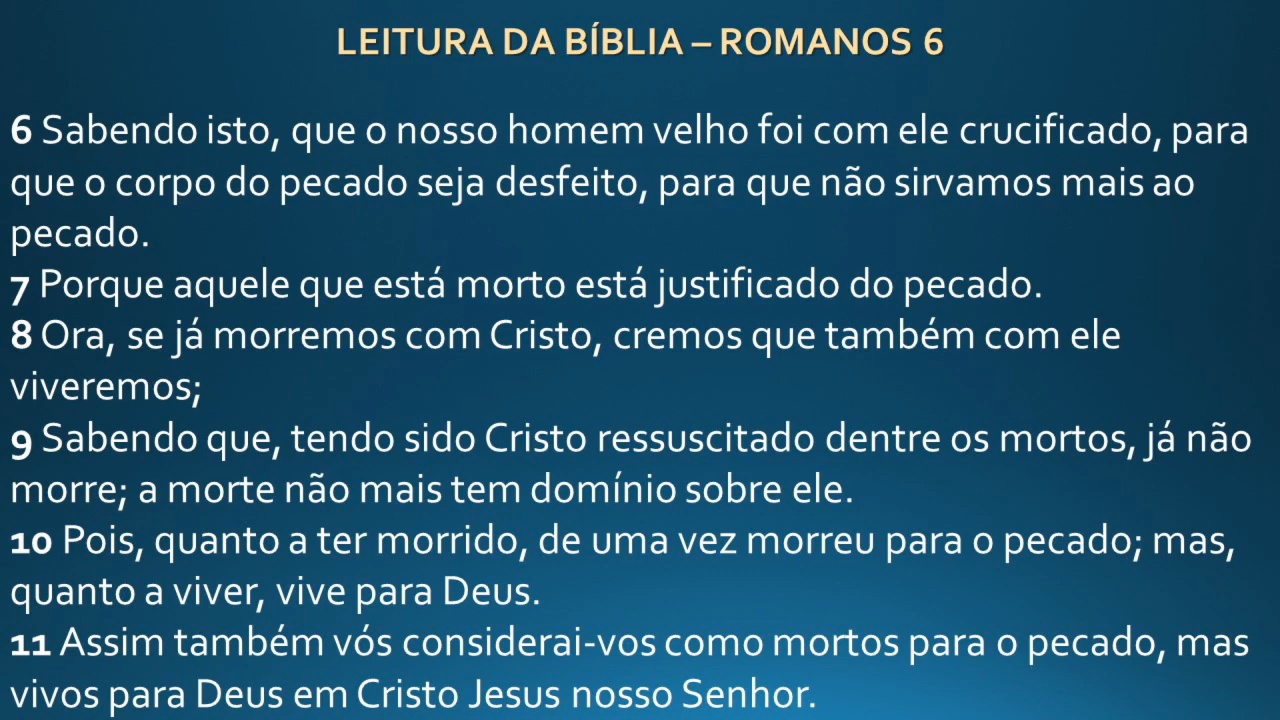 LEITURA DA BÍBLIA – ROMANOS 6
6 Sabendo isto, que o nosso homem velho foi com ele crucificado, para
que o corpo do pecado seja desfeito, para que não sirvamos mais ao
pecado.
7 Porque aquele que está morto está justificado do pecado.
8 Ora, se já morremos com Cristo, cremos que também com ele
viveremos;
9 Sabendo que, tendo sido Cristo ressuscitado dentre os mortos, já não
morre; a morte não mais tem domínio sobre ele.
10 Pois, quanto a ter morrido, de uma vez morreu para o pecado; mas,
quanto a viver, vive para Deus.
11 Assim também vós considerai-vos como mortos para o pecado, mas
vivos para Deus em Cristo Jesus nosso Senhor.